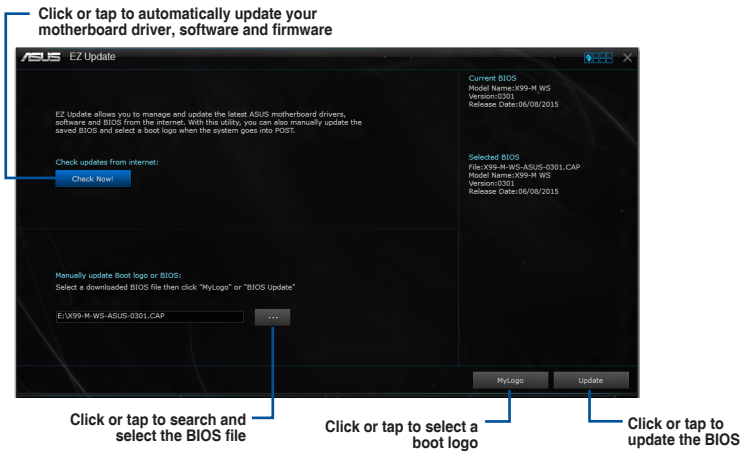 Click or tap to automatically update your
motherboard driver, software and firmware
ASUS EZ Update
EZ Update allows you to manage and update the latest ASUS motherboard drivers,
software and BIOS from the internet. With this utility, you can also manually update the
saved BIOS and select a boot logo when the system goes into POST.
Check updates from internet:
Check Now!
Manually update Boot logo or BIOS:
Select a downloaded BIOS file then click "MyLogo" or "BIOS Update"
E:\X99-M-WS-ASUS-0301.CAP
...
Current BIOS
Model Name:X99-M WS
Version:0301
Release Date:06/08/2015
Selected BIOS
File:X99-M-WS-ASUS-0301.CAP
Model Name:X99-M WS
Version:0301
Release Date:06/08/2015
MyLogo
Update
Click or tap to search and
select the BIOS file
Click or tap to select a
boot logo
Click or tap to
update the BIOS